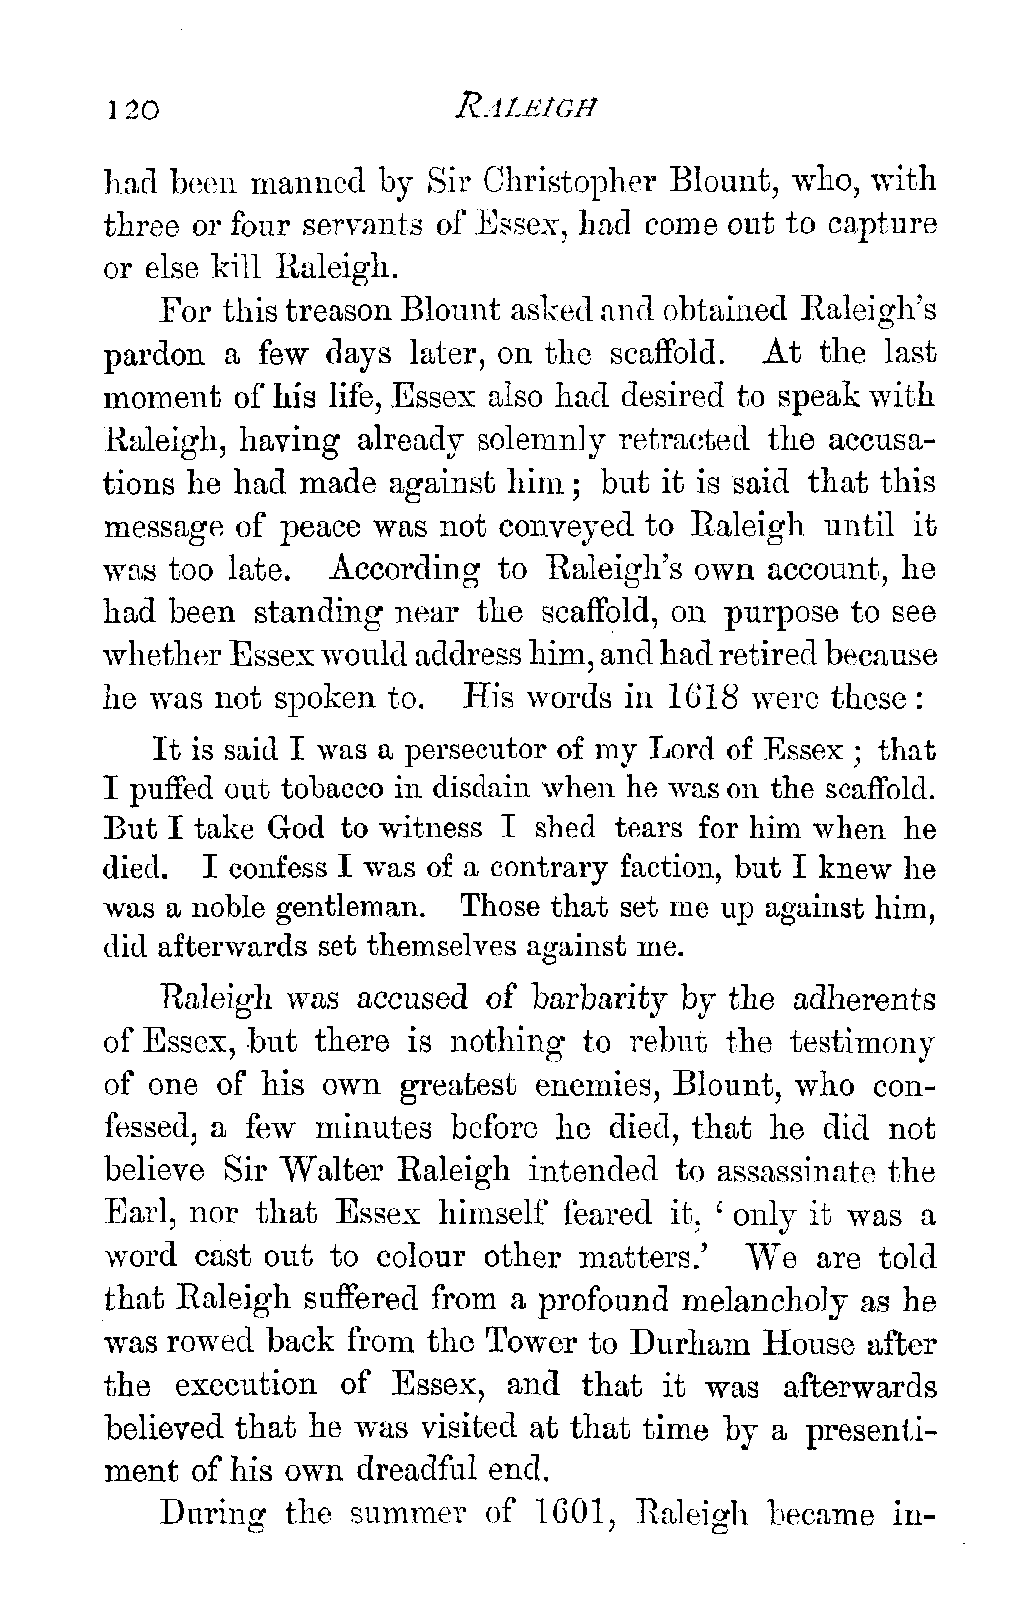 120 RALEIGH
had been manned by Sir Christopher Blount, who, with
three or four servants of Essex, had come out to capture
or else kill Raleigh.
For this treason Blount asked and obtained Raleigh's
pardon a few days later, on the scaffold. At the last
moment of his life, Essex also had desired to speak with
Raleigh, having already solemnly retracted the accusa-
tions he had made against him; but it is said that this
message of peace was not conveyed to Raleigh until it
was too late. According to Raleigh's own account, he
had been standing near the scaffold, on purpose to see
whether Essex would address him, and had retired because
he was not spoken to. His words in 1618 were these:
It is said I was a persecutor of my Lord of Essex; that
I puffed out tobacco in disdain when he was on the scaffold.
But I take God to witness I shed tears for him when he
died. I confess I was of a contrary faction, but I knew he
was a noble gentleman. Those that set me up against him,
did afterwards set themselves against me.
Raleigh was accused of barbarity by the adherents
of Essex, but there is nothing to rebut the testimony
of one of his own greatest enemies, Blount, who con-
fessed, a few minutes before he died, that he did not
believe Sir Walter Raleigh intended to assassinate the
Earl, nor that Essex himself feared it, 'only it was a
word cast out to colour other matters.' We are told
that Raleigh suffered from a profound melancholy as he
was rowed back from the Tower to Durham House after
the execution of Essex, and that it was afterwards
believed that he was visited at that time by a presenti-
ment of his own dreadful end.
During the summer of 1601, Raleigh became in-